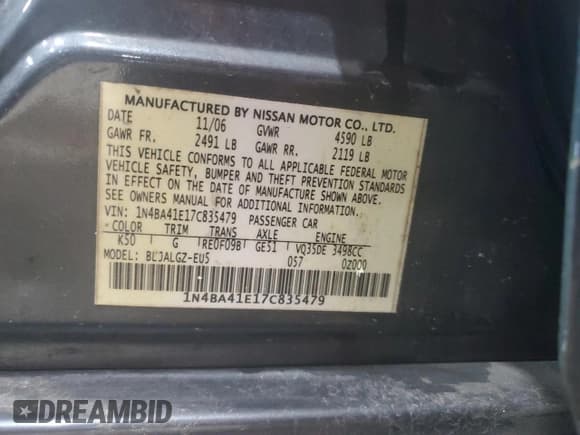 MANUFACTURED BY NISSAN MOTOR CO., LTD.
DATE 11/06 GVWR 4590 LB
GAWR FR. 2491 LB GAWR RR. 2119 LB
THIS VEHICLE CONFORMS TO ALL APPLICABLE FEDERAL MOTOR
VEHICLE SAFETY, BUMPER AND THEFT PREVENTION STANDARDS
IN EFFECT ON THE DATE OF MANUFACTURE SHOWN ABOVE.
SEE OWNERS MANUAL FOR ADDITIONAL INFORMATION.
VIN: 1N4BA41E17C835479 PASSENGER CAR
COLOR TRIM TRANS AXLE ENGINE
K50 G RE0F09B GE51 VQ35DE 3498CC
MODEL: BLJALGZ-EU5 057 0Z000
1N4BA41E17C835479
DREAMBID